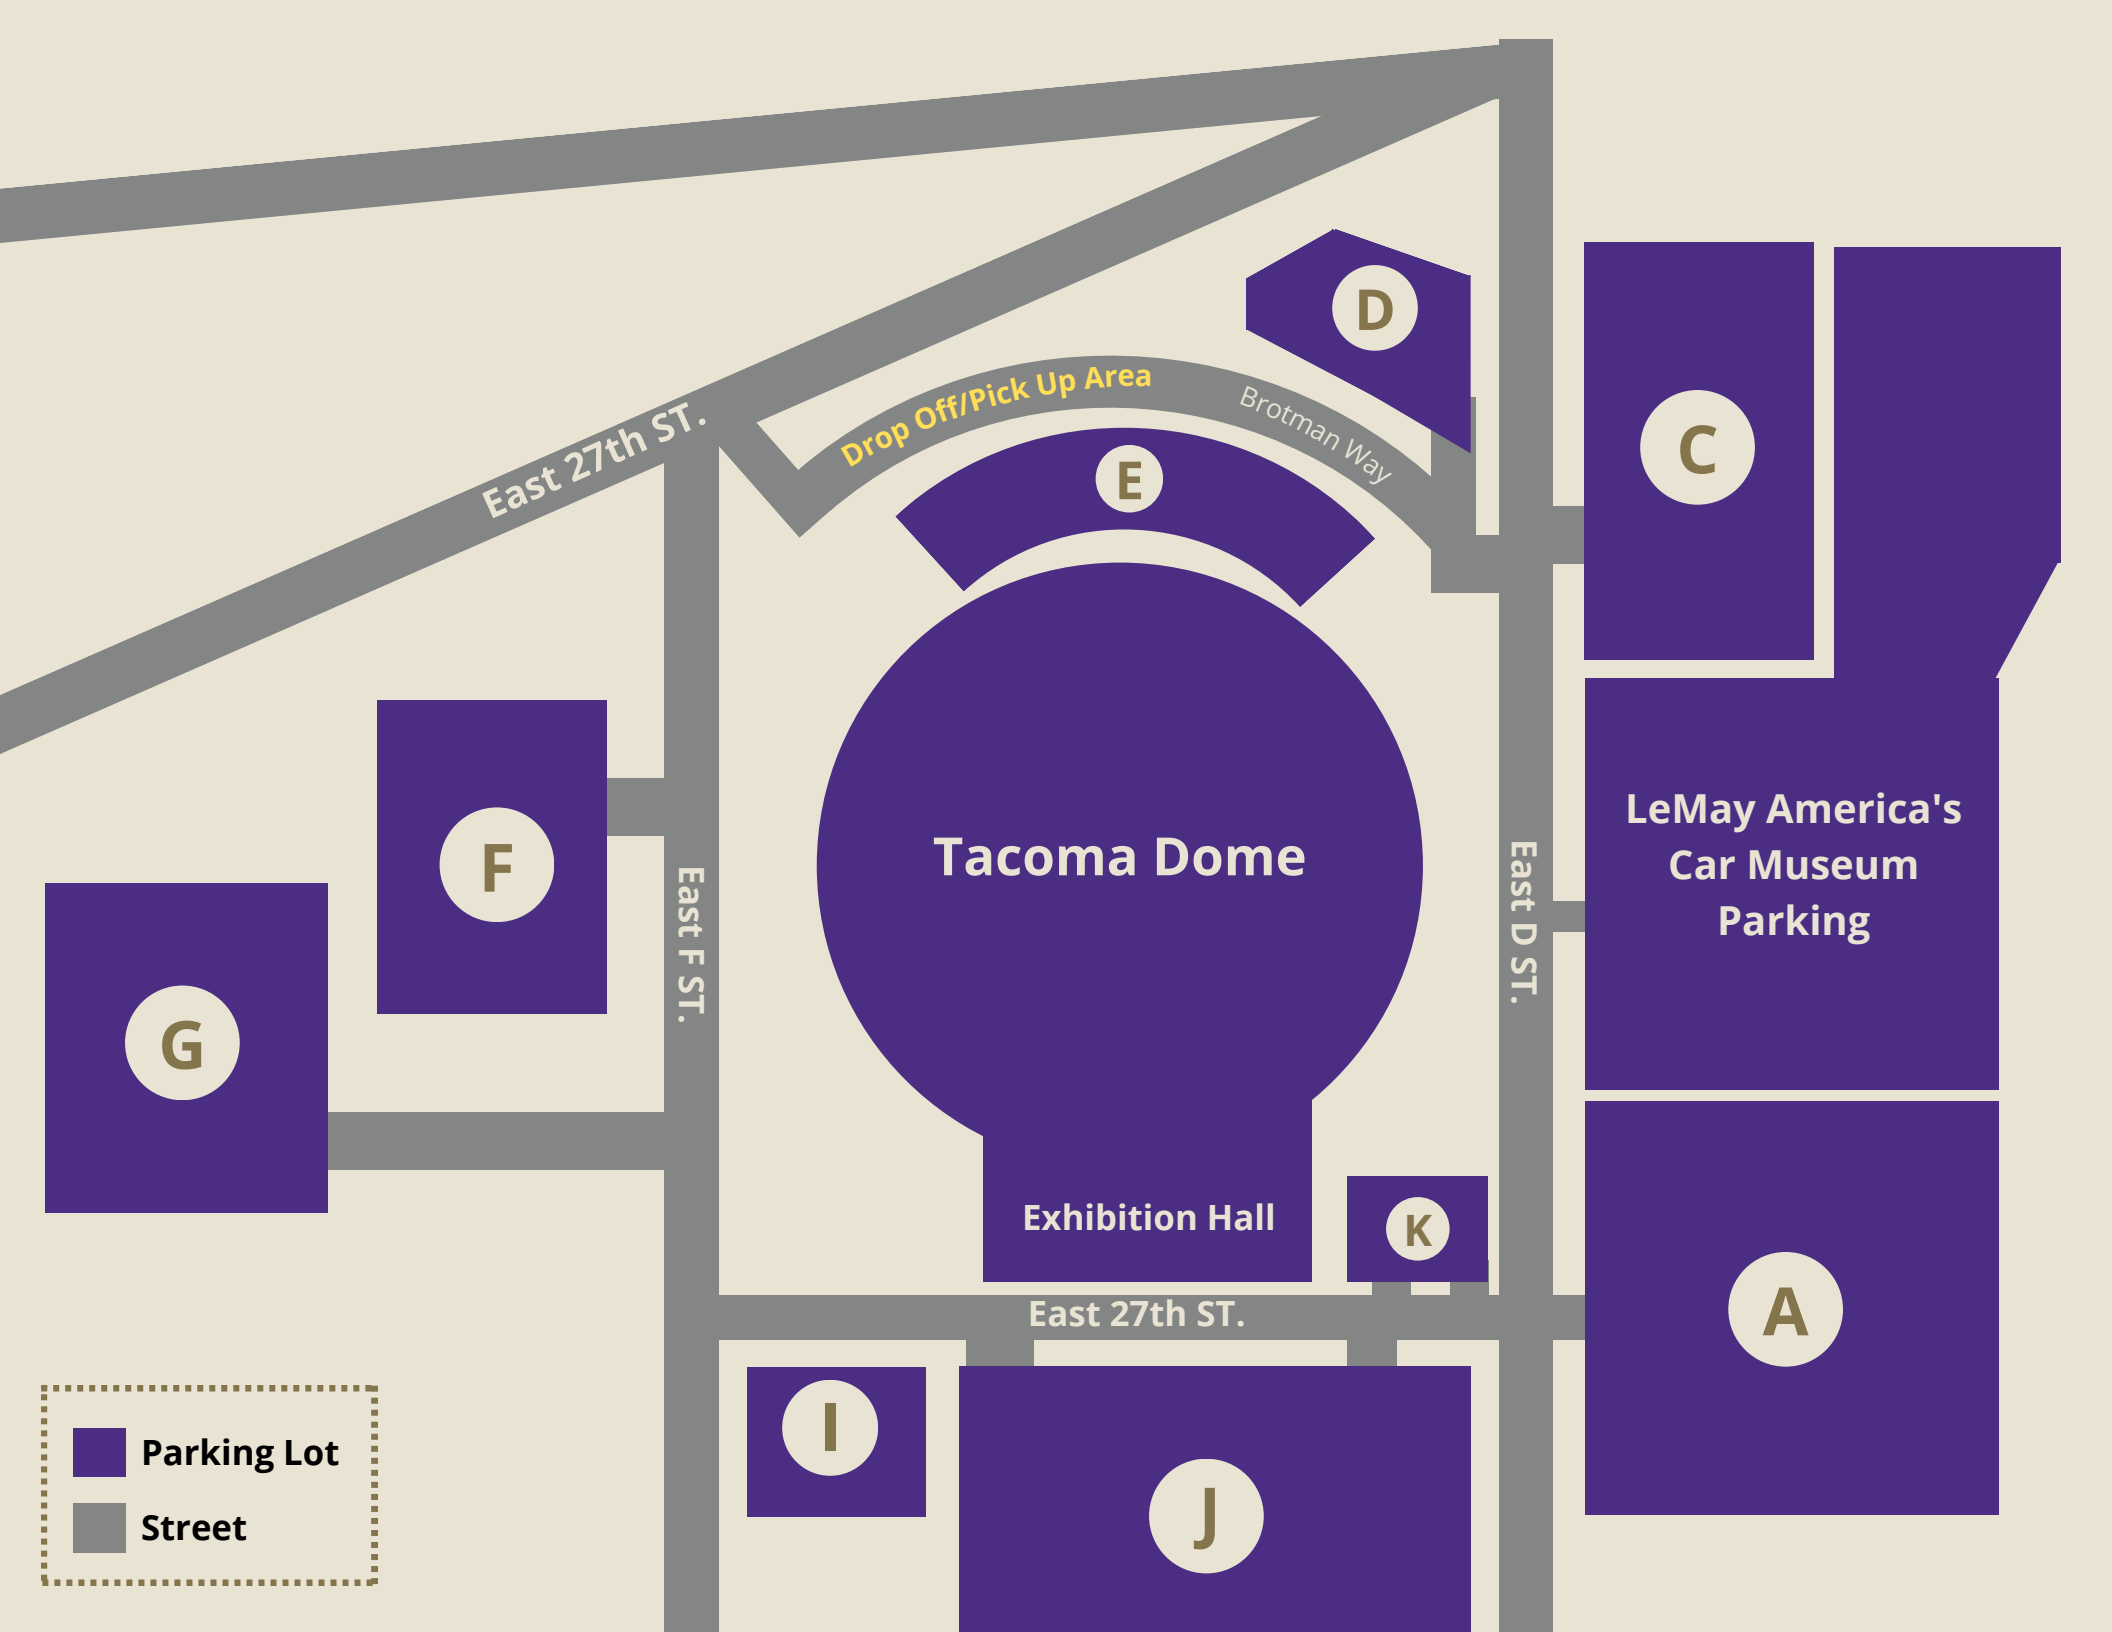 D
Drop Off/Pick Up Area
Brotman Way
East 27th ST.
C
E
F
Tacoma Dome
LeMay America's
Car Museum
Parking
East F ST.
East D ST.
G
Exhibition Hall
K
East 27th ST.
A
I
J
Parking Lot
Street